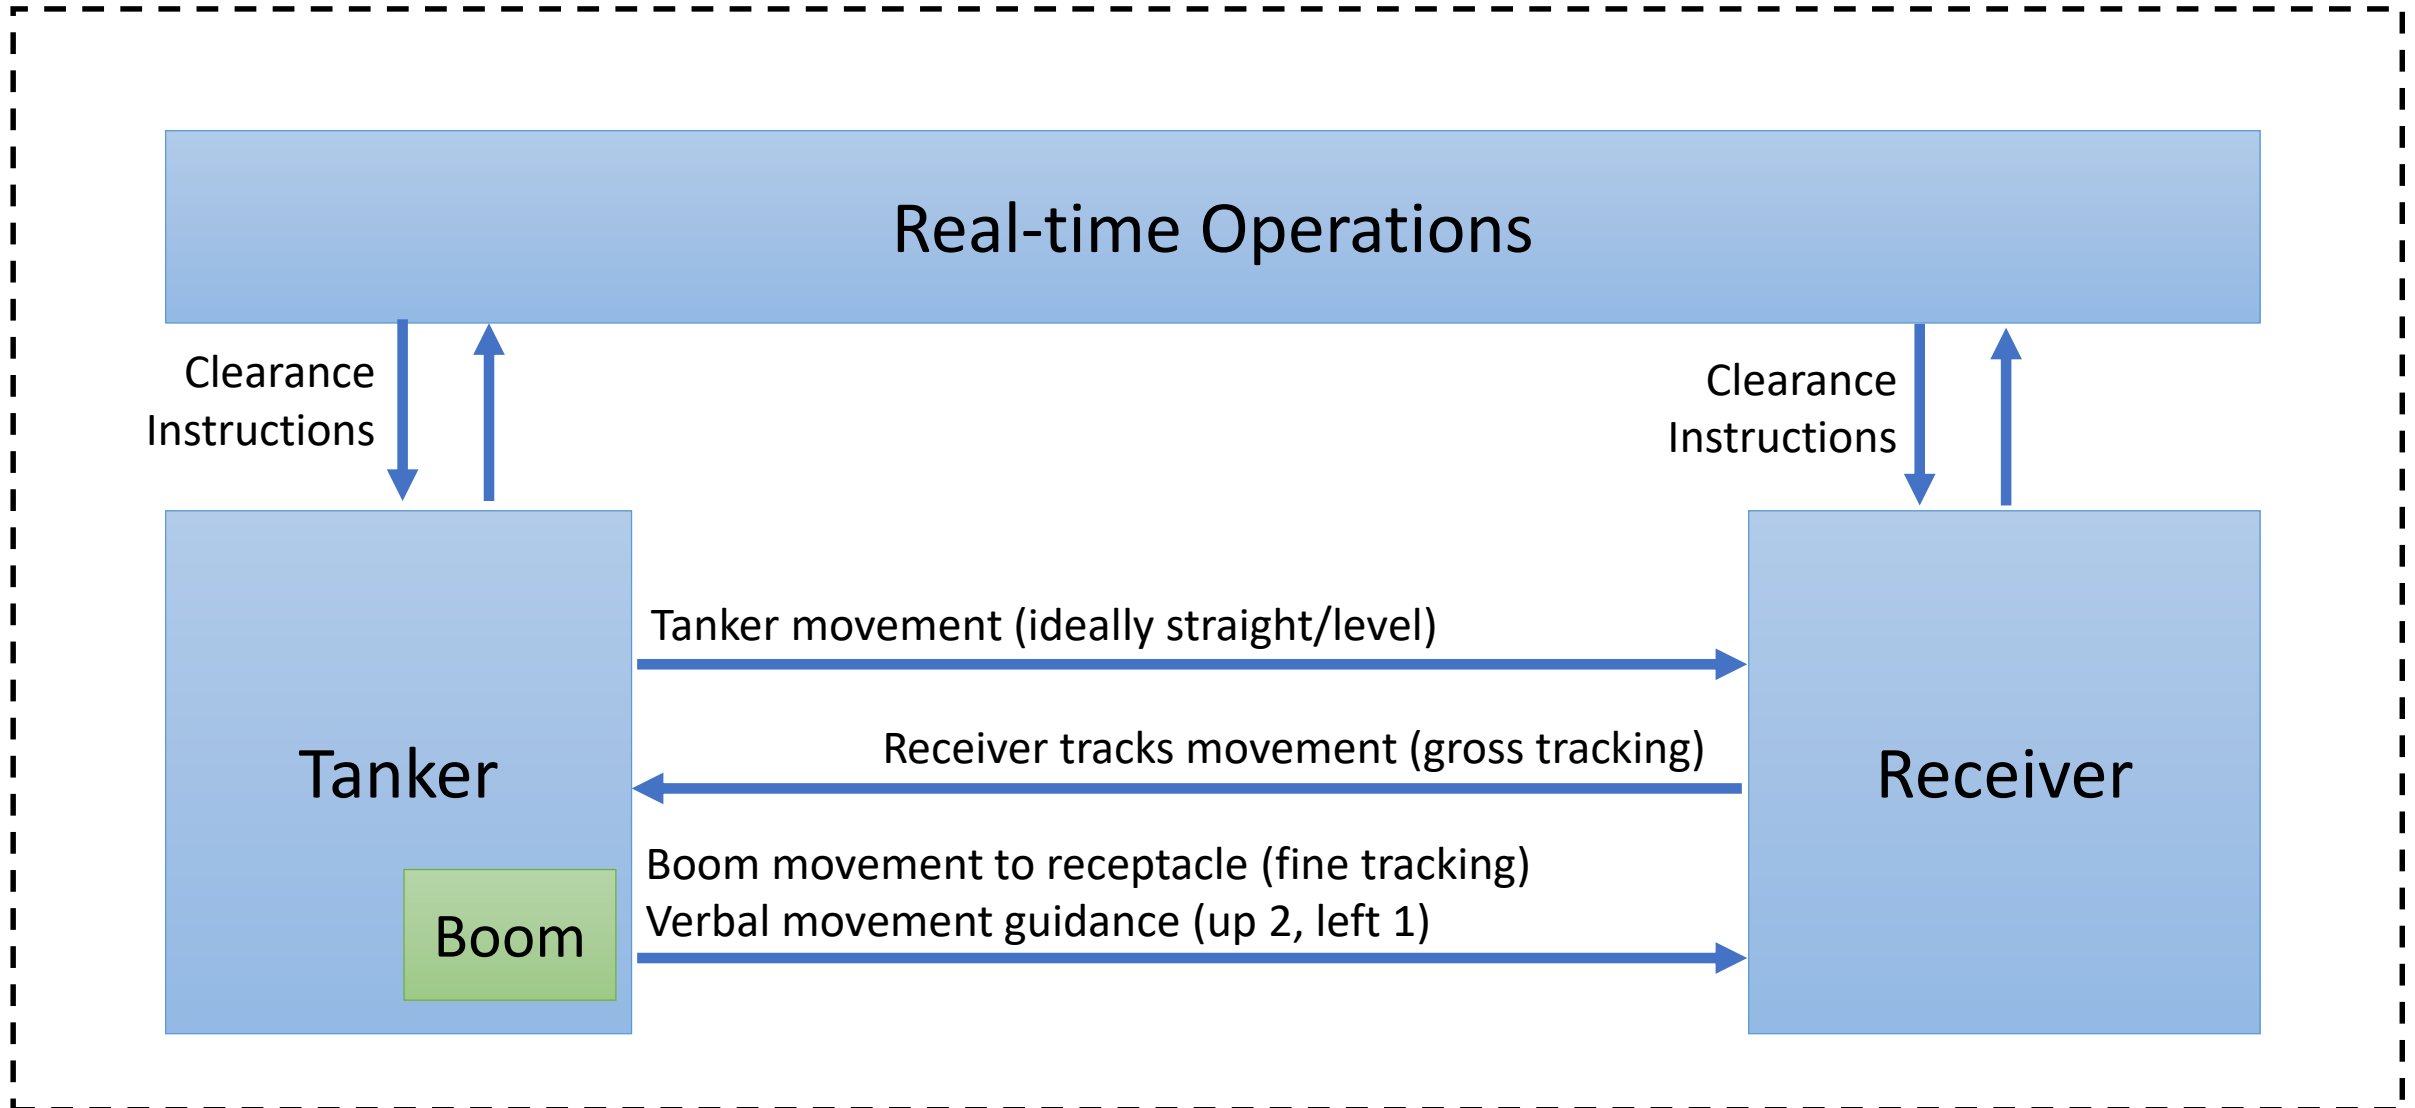 Real-time Operations
Clearance
Instructions
Clearance
Instructions
Tanker movement (ideally straight/level)
Receiver tracks movement (gross tracking)
Tanker
Receiver
Boom movement to receptacle (fine tracking)
Verbal movement guidance (up 2, left 1)
Boom